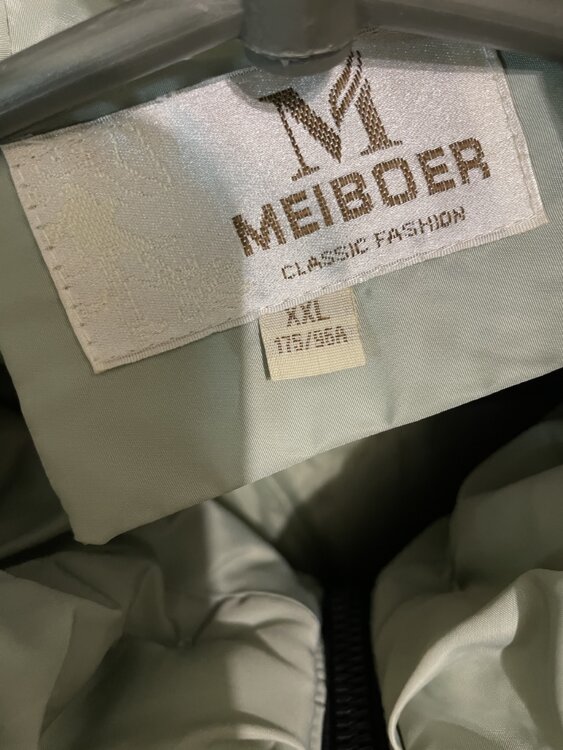 M
MEIBOER
CLASSIC FASHION
XXL
175/96A